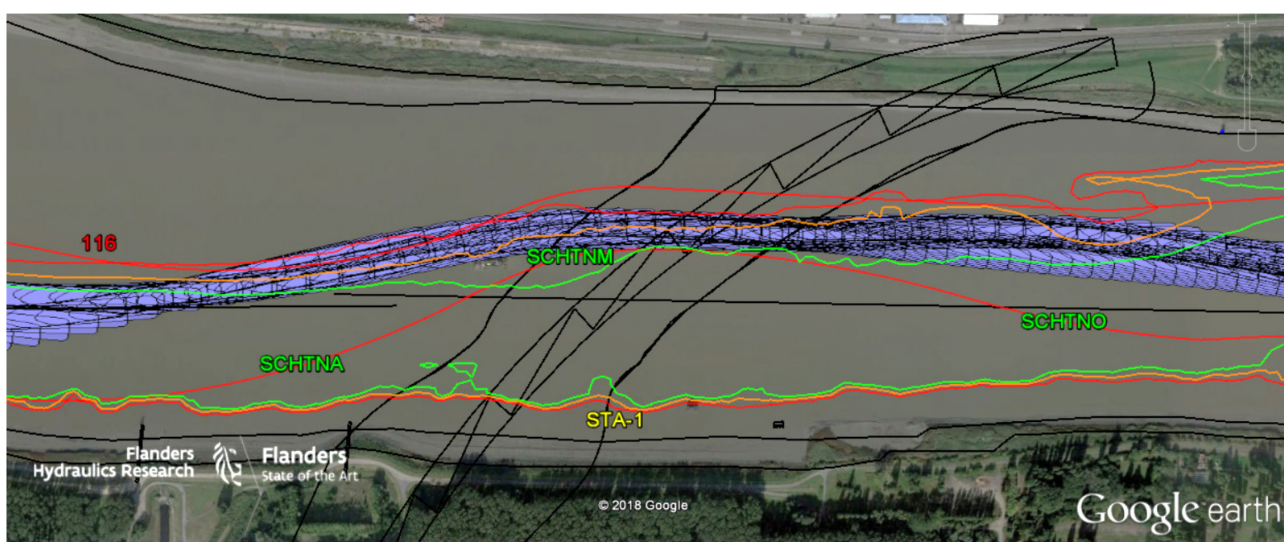 116
SCHTNM
SCHTNO
SCHTNA
STA-1
Flanders
Hydraulics Research
Flanders
State of the Art
© 2018 Google
Google earth